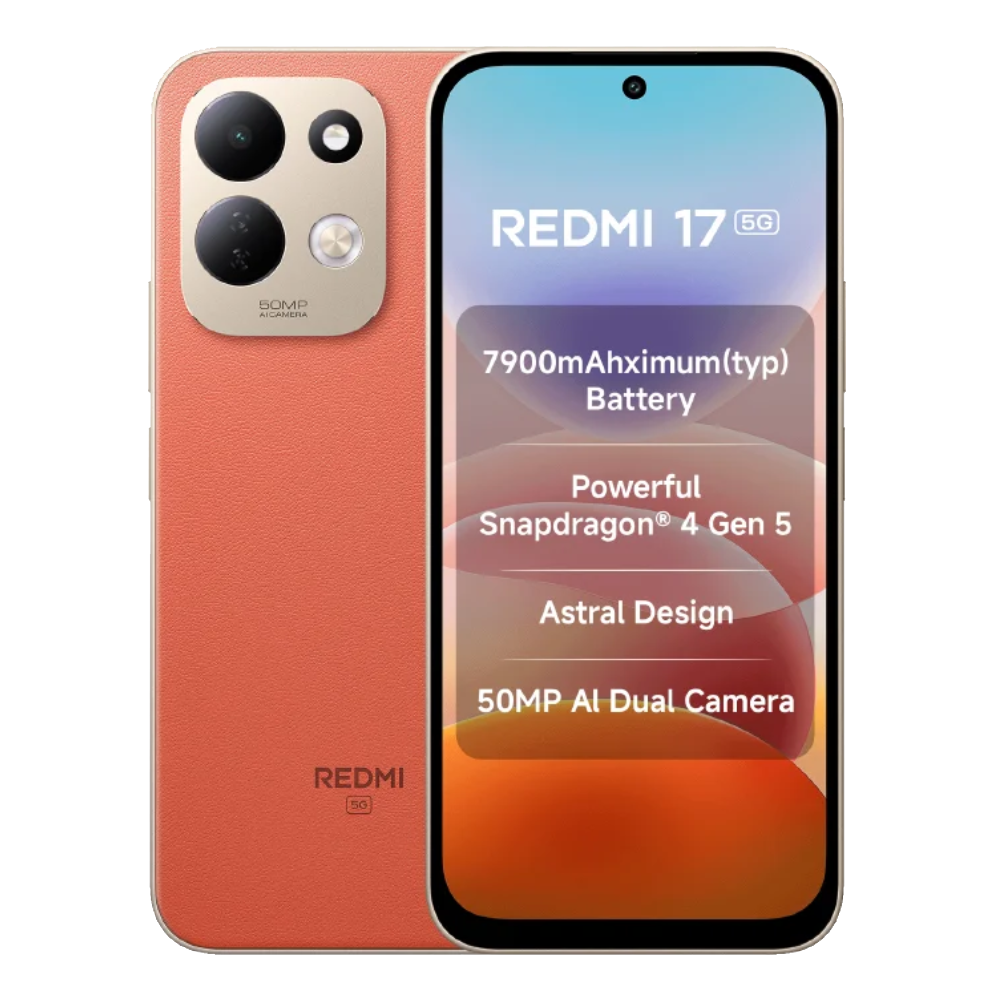 50MP
AI CAMERA
REDMI
5G
REDMI 17 5G
7900mAhximum(typ)
Battery
Powerful
Snapdragon® 4 Gen 5
Astral Design
50MP AI Dual Camera